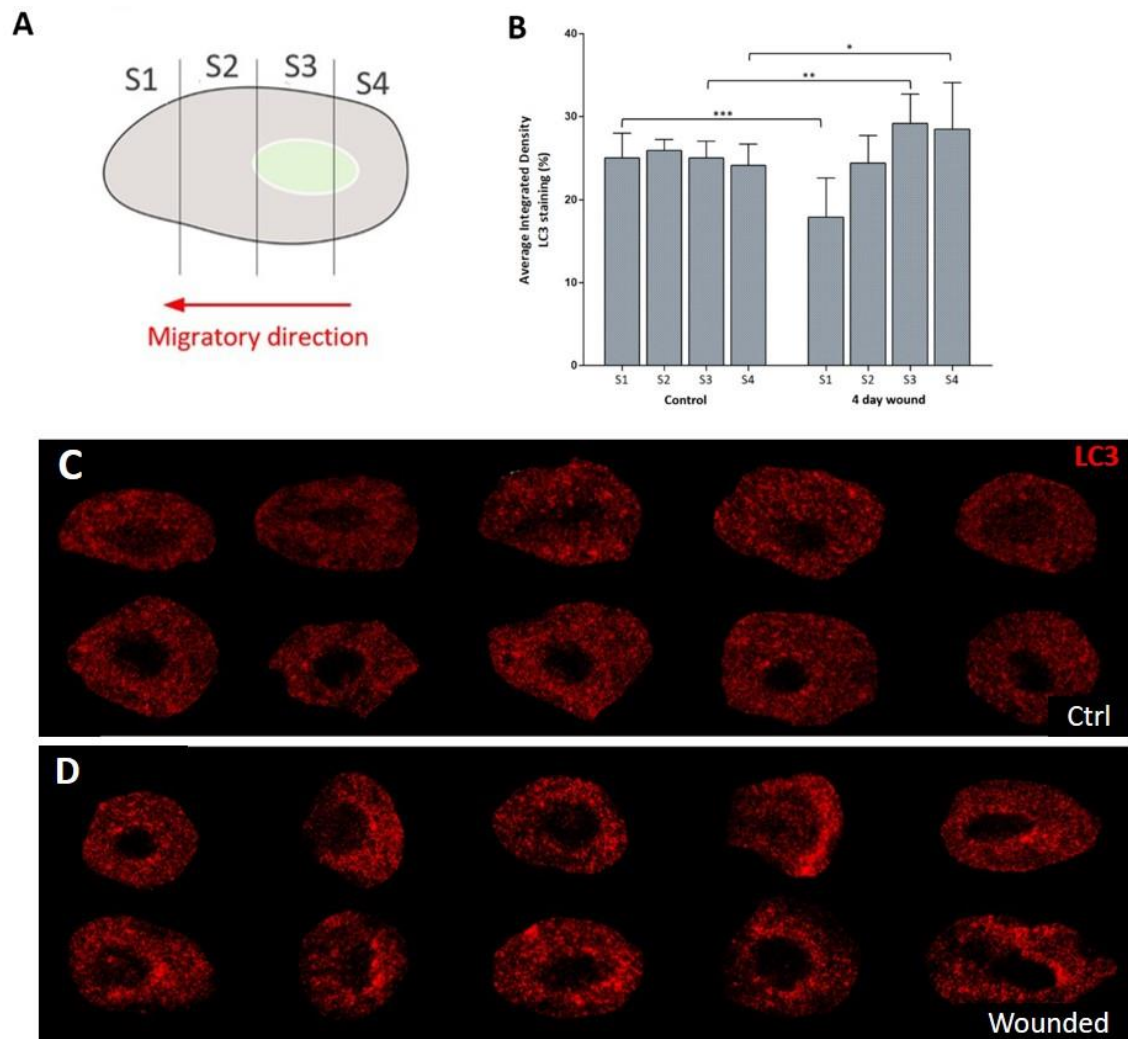 A
S1 S2 S3 S4
Migratory direction
B
Average Integrated Density
LC3 staining (%)
40
30
20
10
0
*
**
***
S1 S2 S3 S4 S1 S2 S3 S4
Control 4 day wound
C
LC3
Ctrl
D
Wounded